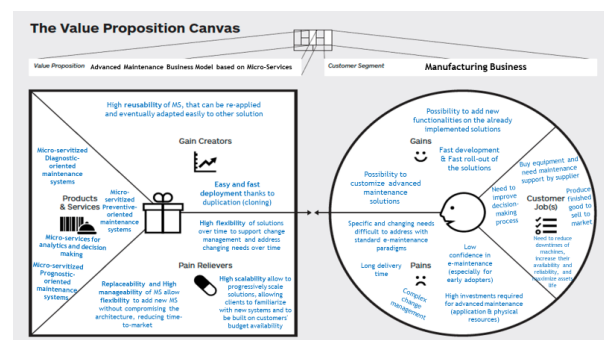 The Value Proposition Canvas
Value Proposition
Advanced Maintenance Business Model based on Micro-Services
Customer Segment
Manufacturing Business
High reusability of MS, that can be re-applied
and eventually adapted easily to other solution
Gain Creators
Easy and fast
deployment thanks to
duplication (cloning)
Micro-servitized
Diagnostic-
oriented
maintenance
systems
Products
& Services
Micro-
servitized
Preventive-
oriented
maintenance
systems
Micro-services for
analytics and decision
making
Micro-servitized
Prognostic-
oriented
maintenance
systems
High flexibility of solutions
over time to support change
management and address
changing needs over time
Pain Relievers
Replaceability and High
manageability of MS allow
flexibility to add new MS
without compromising the
architecture, reducing time-
to-market
High scalability allow to
progressively scale
solutions, allowing
clients to familiarize
with new systems and to
be built on customers'
budget availability
Possibility to add new
functionalities on the already
implemented solutions
Gains
Fast development
& Fast roll-out of
the solutions
Possibility to
customize advanced
maintenance
solutions
Need to
improve
decision-
making
process
Buy equipment and
need maintenance
support by supplier
Customer
Job(s)
Produce
finished
good to
sell to
market
Need to reduce
downtimes of
machines,
increase their
availability and
reliability, and
maximize assets
life
Specific and changing needs
difficult to address with
standard e-maintenance
paradigms
Long delivery
time
Pains
Low
confidence in
e-maintenance
(especially for
early adopters)
Complex
change
management
High investments required
for advanced maintenance
(application & physical
resources)